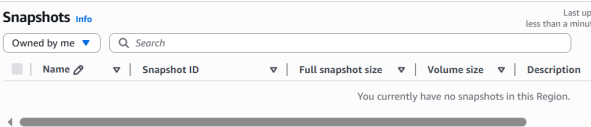 Snapshots Info
Last up
less than a minut
Owned by me
Search
Name Snapshot ID Full snapshot size Volume size Description
You currently have no snapshots in this Region.